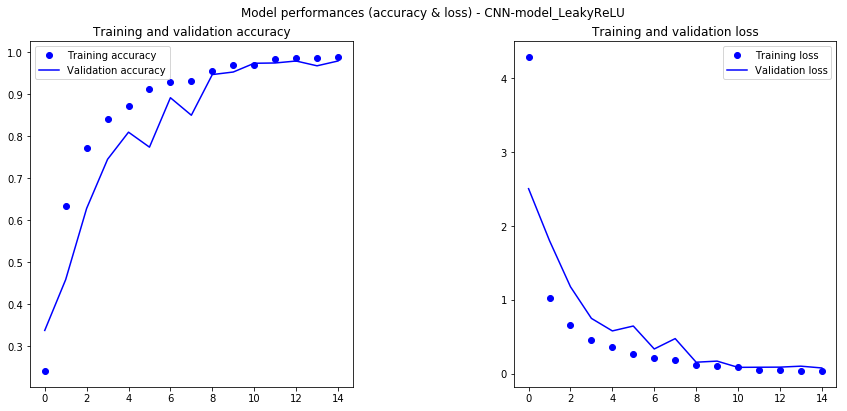 Model performances (accuracy & loss) - CNN-model_LeakyReLU
Training and validation accuracy
Training accuracy
Validation accuracy
1.0
0.9
0.8
0.7
0.6
0.5
0.4
0.3
0 2 4 6 8 10 12 14
Training and validation loss
Training loss
Validation loss
4
3
2
1
0
0 2 4 6 8 10 12 14